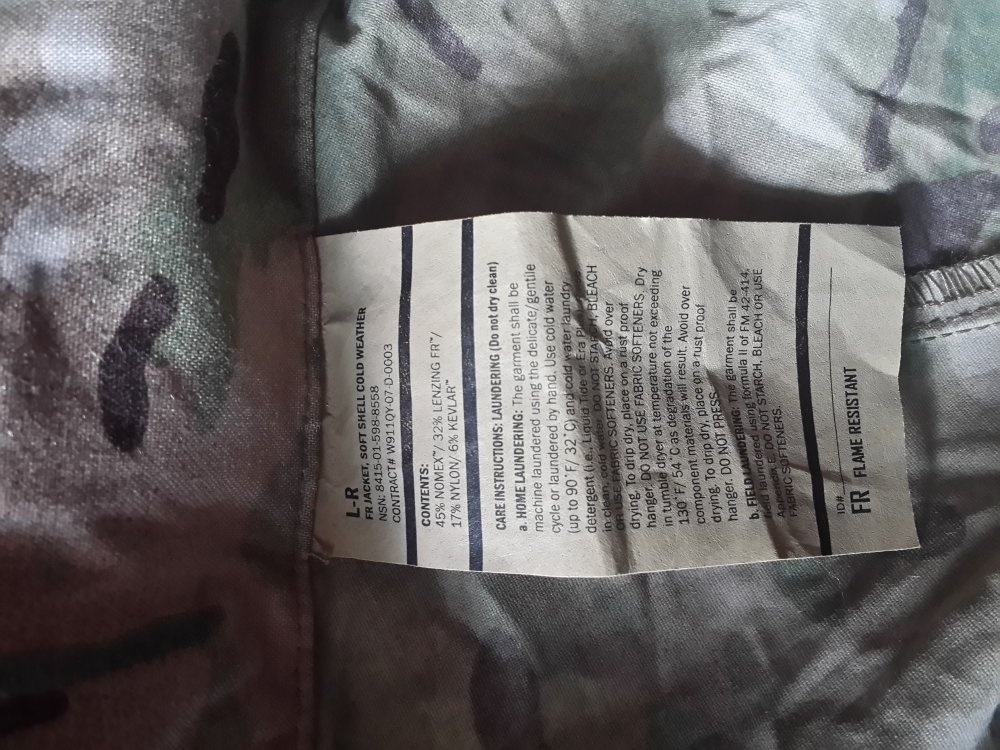 L-R
FR JACKET, SOFT SHELL COLD WEATHER
NSN: 8415-01-598-8558
CONTRACT# W911QY-07-D-0003
CONTENTS:
45% NOMEX™/ 32% LENZING FR™/
17% NYLON/ 6% KEVLAR™
CARE INSTRUCTIONS: LAUNDERING (Do not dry clean)
a. HOME LAUNDERING: The garment shall be
machine laundered using the delicate/gentile
cycle or laundered by hand. Use cold water
(up to 90°F/ 32°C) and cold water laundry
detergent (i.e., Liquid Tide or Era Plus
in clean, cold water. DO NOT STARCH, BLEACH
OR USE FABRIC SOFTENERS. Avoid over
drying. To drip dry, place on a rust proof
hanger. DO NOT USE FABRIC SOFTENERS. Dry
in tumble dryer at temperature not exceeding
130°F/ 54°C as degradation of the
component materials will result. Avoid over
drying. To drip dry, place on a rust proof
hanger. DO NOT PRESS.
b. FIELD LAUNDERING: The garment shall be
field laundered using formula II of FM 42-414,
Appendix E. DO NOT STARCH, BLEACH OR USE
FABRIC SOFTENERS.
ID#
FR FLAME RESISTANT